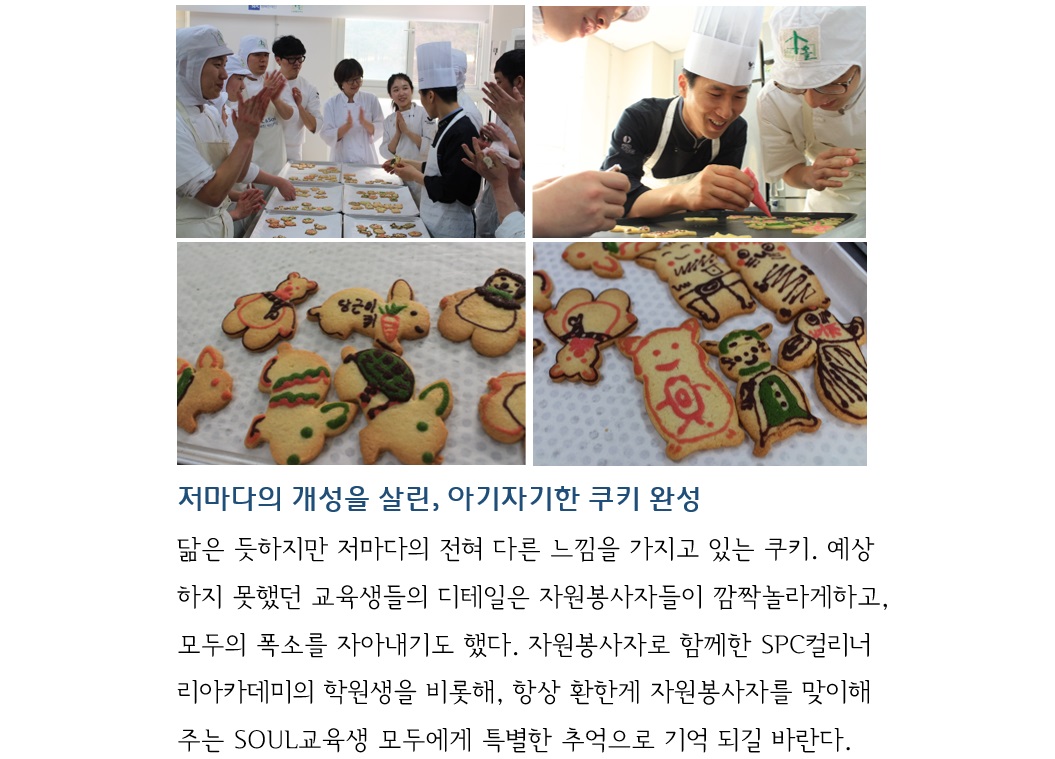 당근이
쿠키
저마다의 개성을 살린, 아기자기한 쿠키 완성
닮은 듯하지만 저마다의 전혀 다른 느낌을 가지고 있는 쿠키. 예상
하지 못했던 교육생들의 디테일은 자원봉사자들이 깜짝놀라게하고,
모두의 폭소를 자아내기도 했다. 자원봉사자로 함께한 SPC컬리너
리아카데미의 학원생을 비롯해, 항상 환한게 자원봉사자를 맞이해
주는 SOUL교육생 모두에게 특별한 추억으로 기억 되길 바란다.